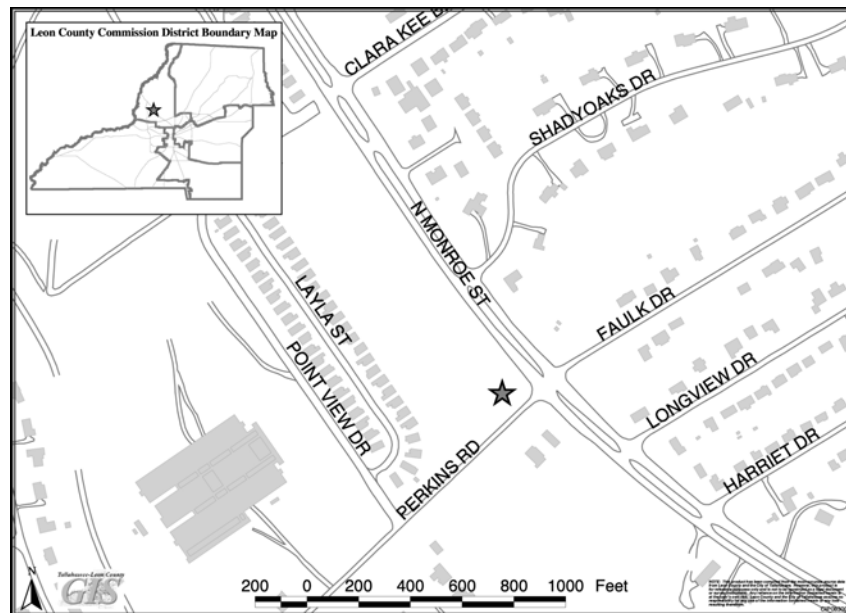 Leon County Commission District Boundary Map
CLARA KEE
SHADYOAKS DR
N MONROE ST
LAYLA ST
FAULK DR
POINT VIEW DR
LONGVIEW DR
PERKINS RD
HARRIET DR
Tallahassee-Leon County
GIS
N
200 0 200 400 600 800 1000 Feet